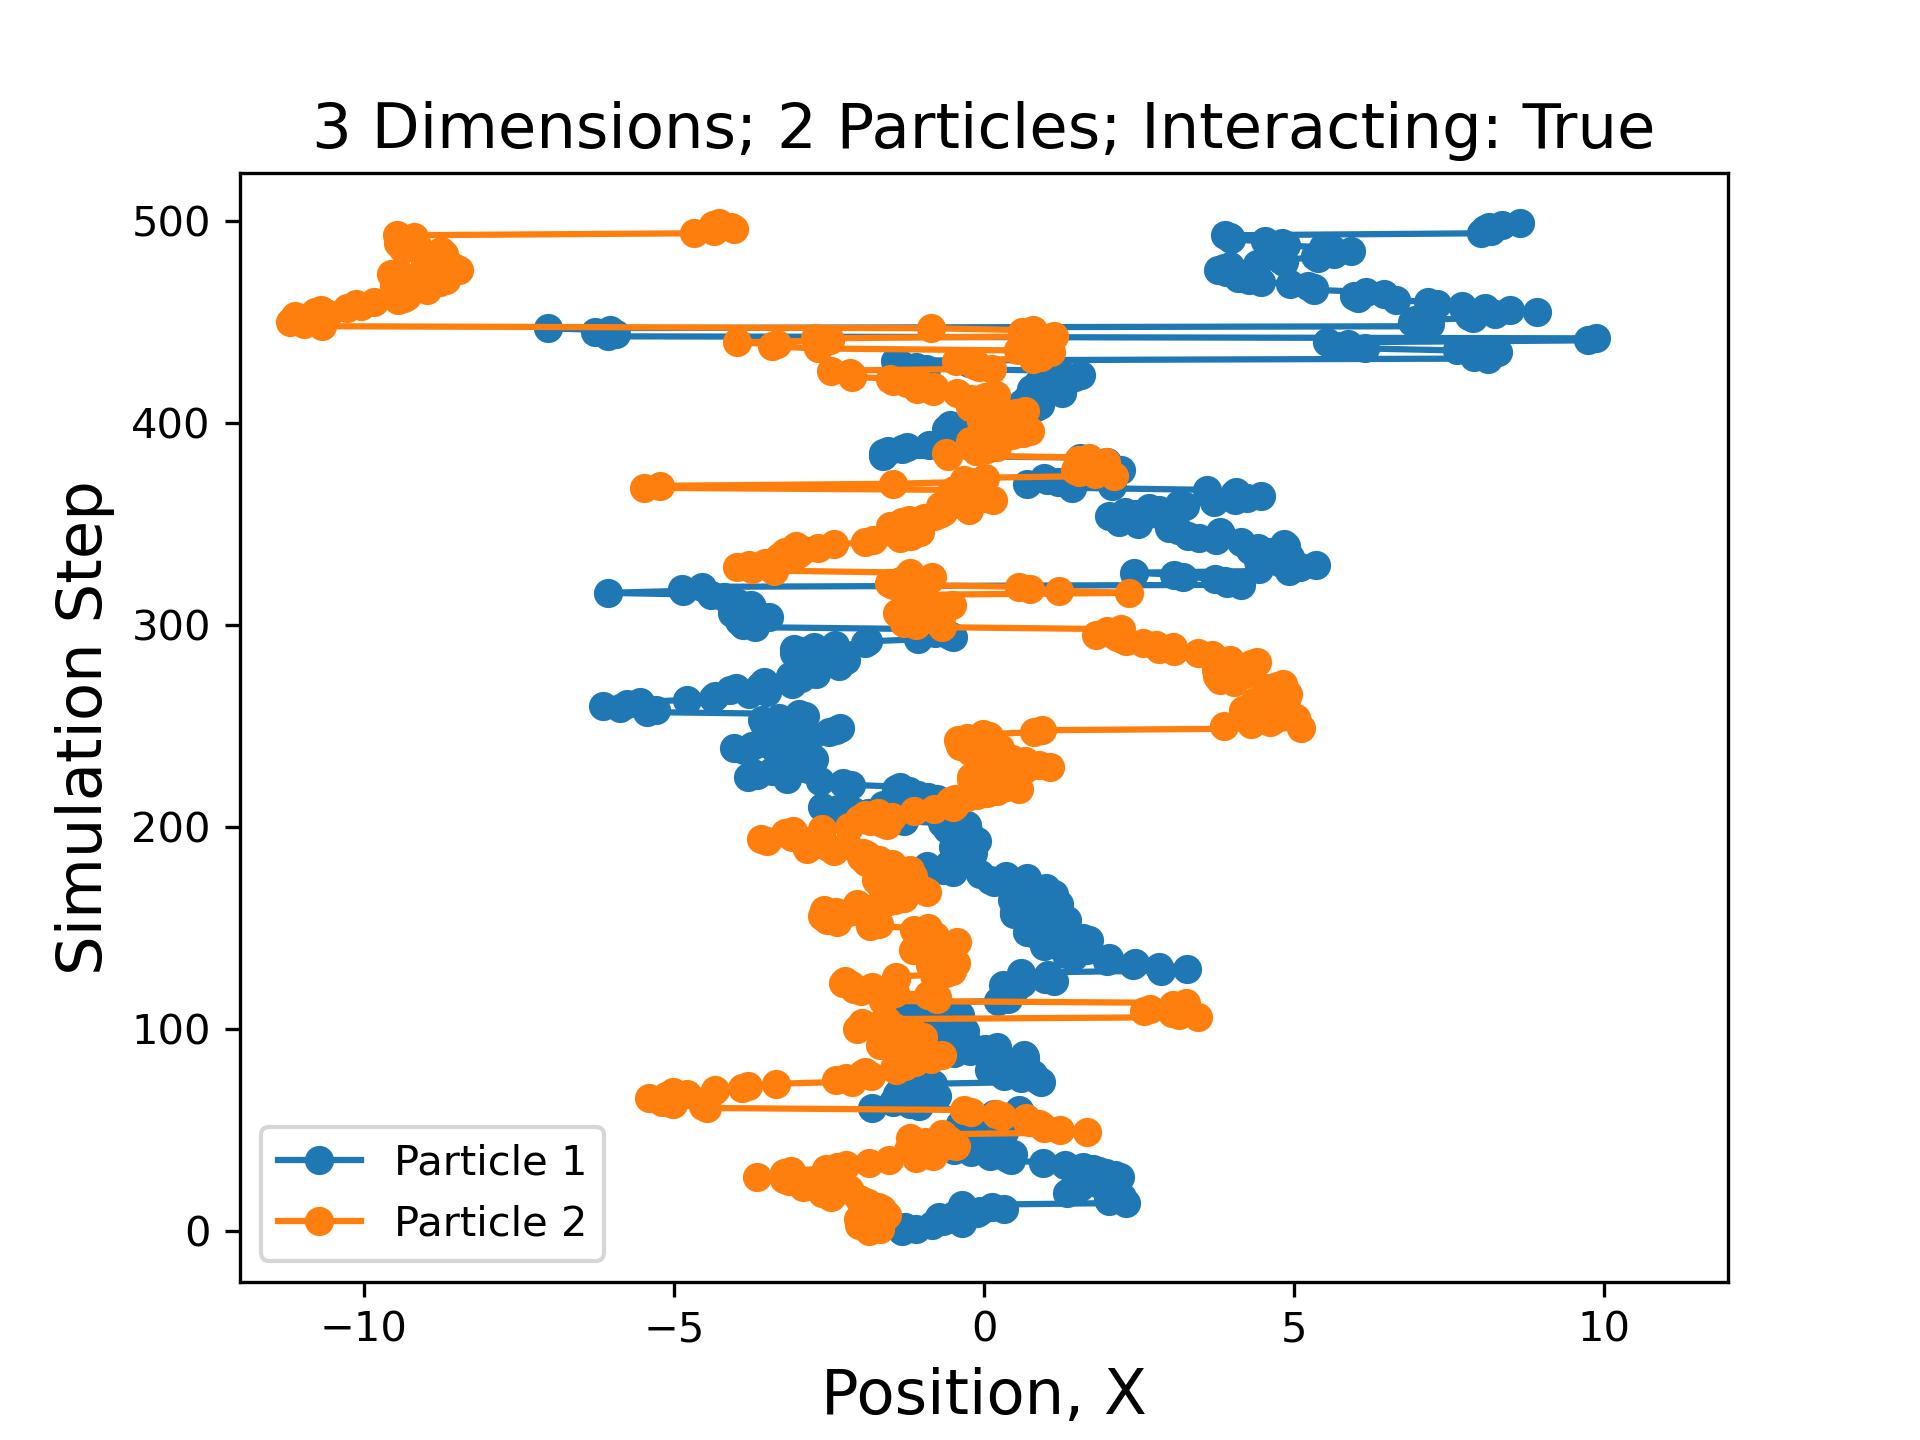 3 Dimensions; 2 Particles; Interacting: True
Simulation Step
500
400
300
200
100
0
Particle 1
Particle 2
−10
−5
0
5
10
Position, X